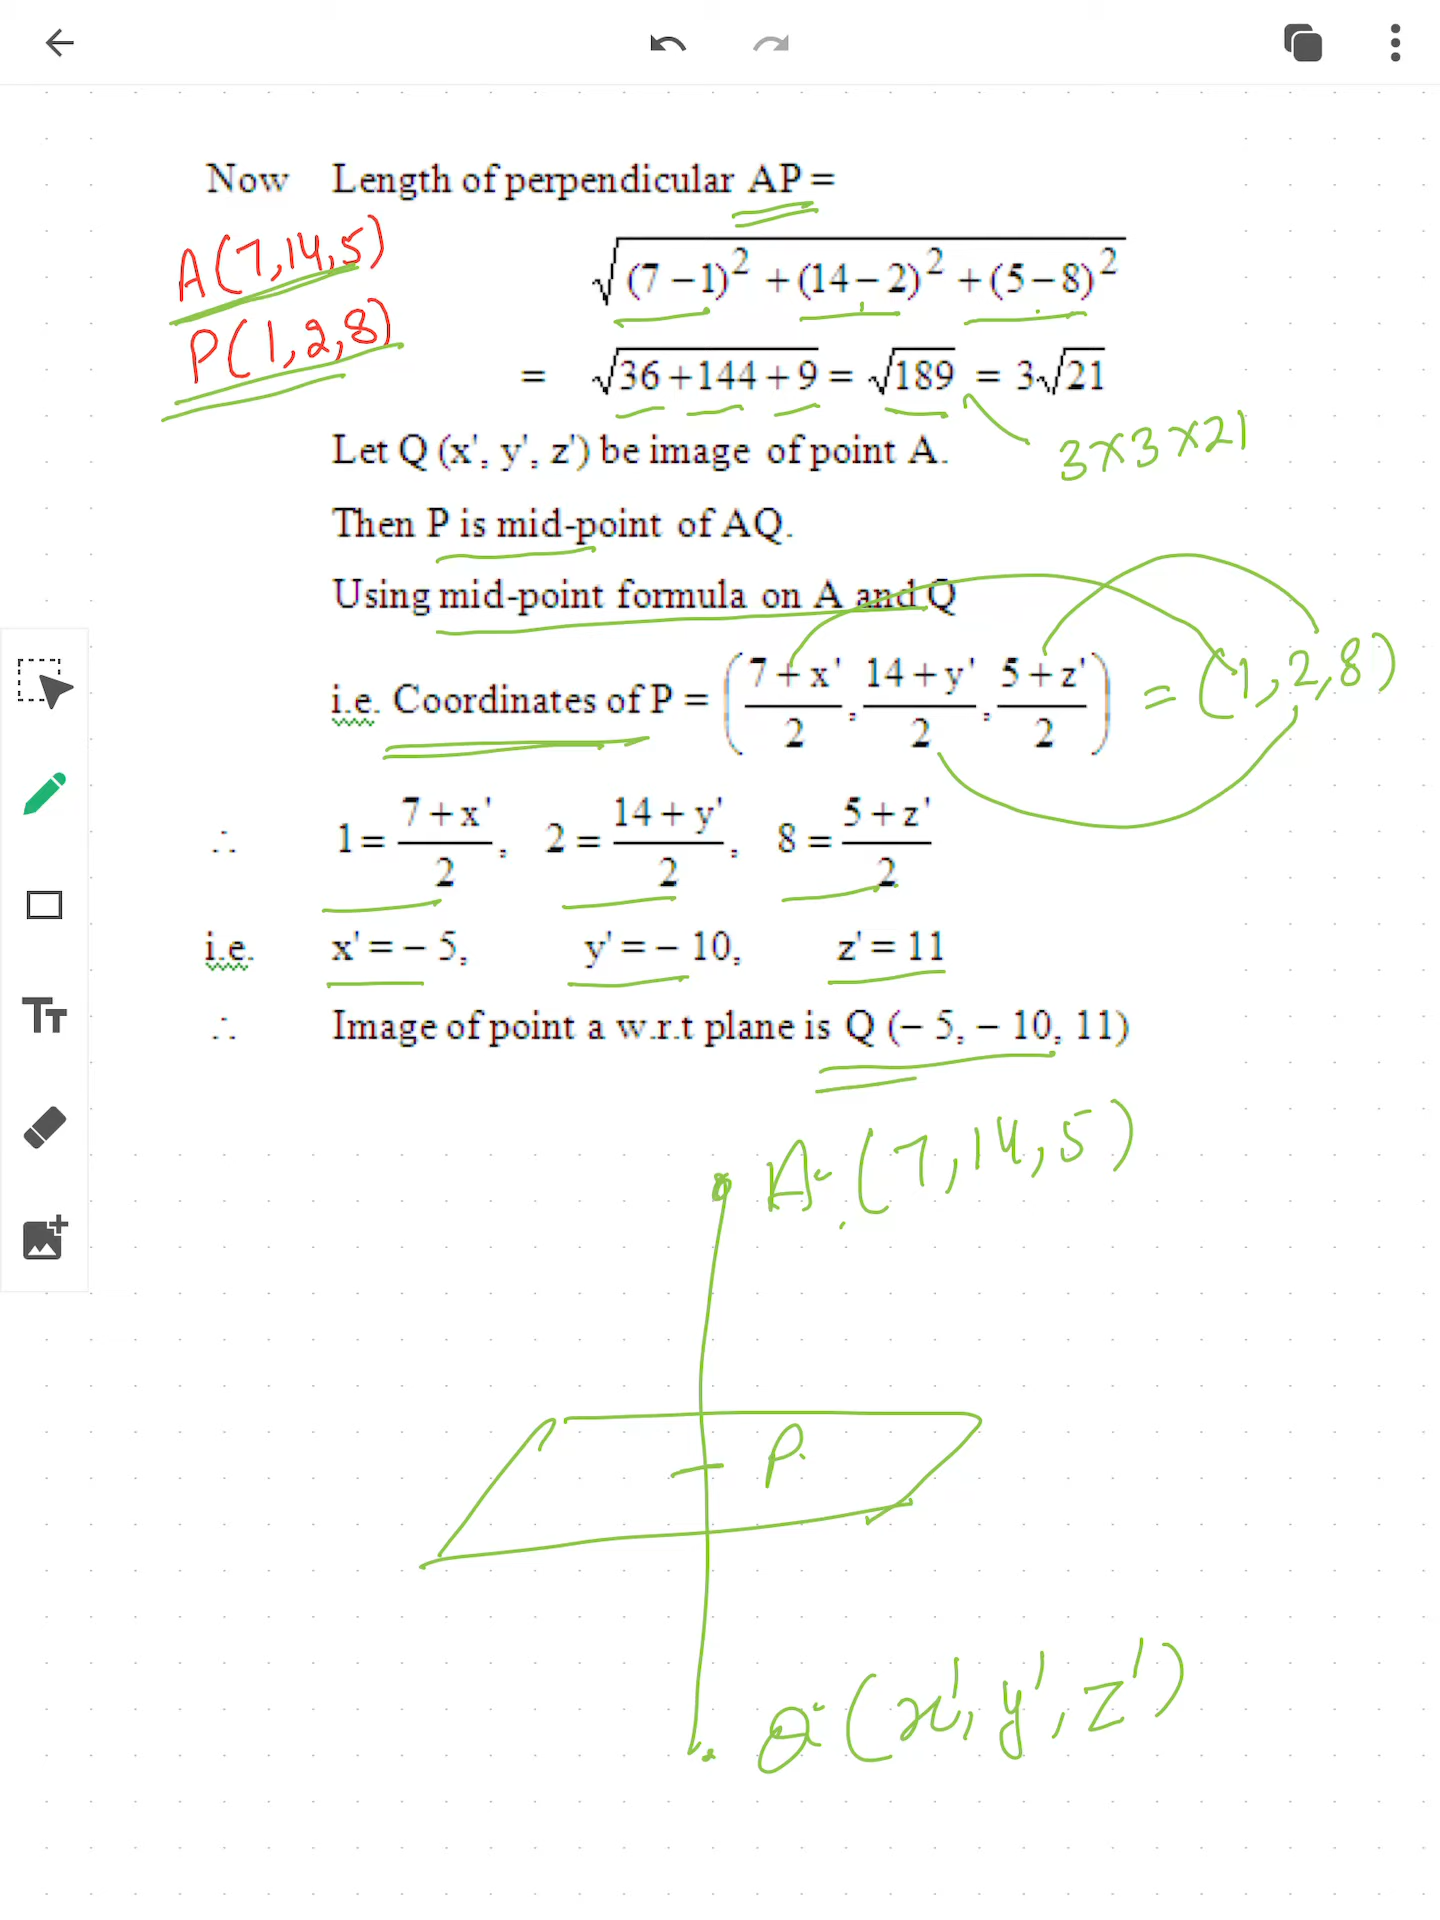 Now Length of perpendicular AP =
A(7,14,5)
√(7 – 1)² + (14 – 2)² + (5 – 8)²
P(1,2,8)
= √36 + 144 + 9 = √189 = 3√21
3×3×21
Let Q (x', y', z') be image of point A.
Then P is mid-point of AQ.
Using mid-point formula on A and Q
i.e. Coordinates of P = ( 7 + x' / 2 , 14 + y' / 2 , 5 + z' / 2 ) = (1,2,8)
∴ 1 = 7 + x' / 2 , 2 = 14 + y' / 2 , 8 = 5 + z' / 2
i.e. x' = – 5, y' = – 10, z' = 11
∴ Image of point a w.r.t plane is Q (– 5, – 10, 11)
A (7,14,5)
P
Q (x', y', z')
TT